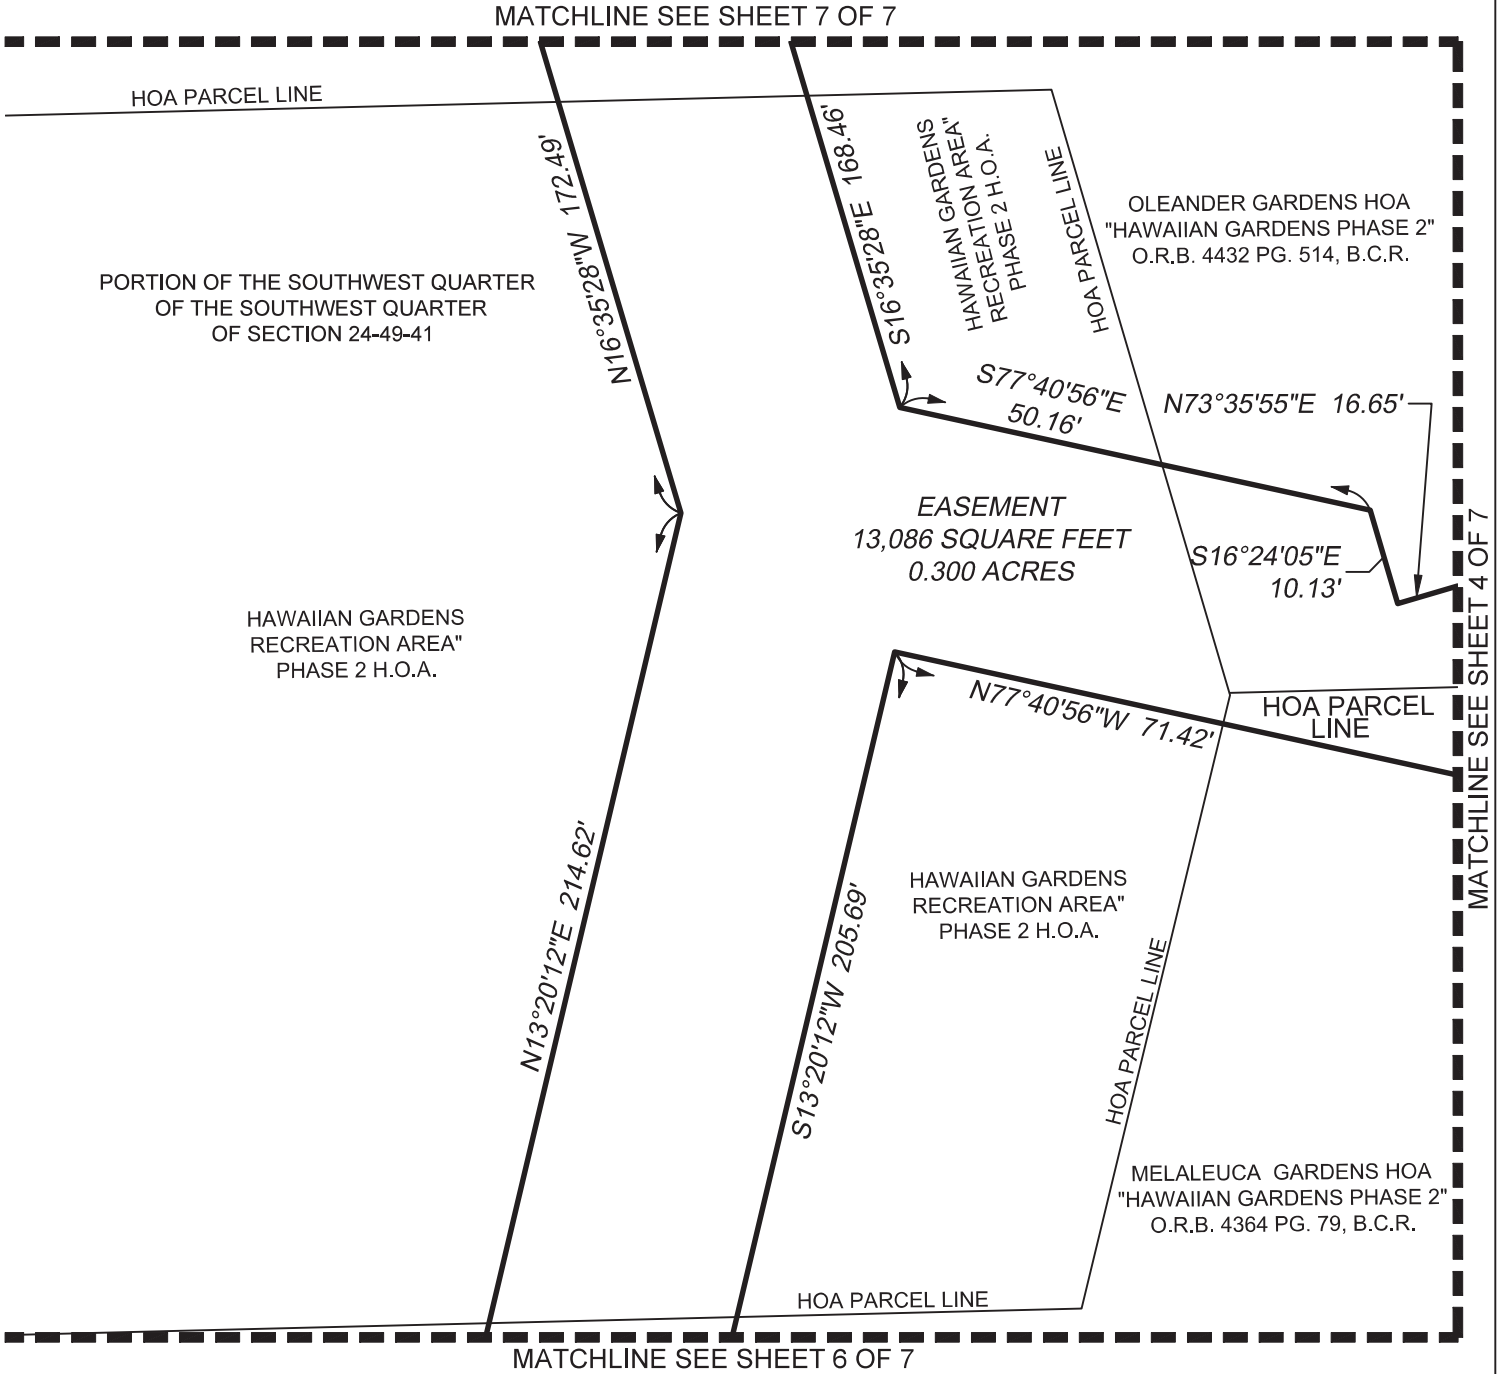 MATCHLINE SEE SHEET 7 OF 7
HOA PARCEL LINE
N16°35'28"W 172.49'
S16°35'28"E 168.46'
HAWAIIAN GARDENS
RECREATION AREA"
PHASE 2 H.O.A.
HOA PARCEL LINE
OLEANDER GARDENS HOA
"HAWAIIAN GARDENS PHASE 2"
O.R.B. 4432 PG. 514, B.C.R.
PORTION OF THE SOUTHWEST QUARTER
OF THE SOUTHWEST QUARTER
OF SECTION 24-49-41
S77°40'56"E
50.16'
N73°35'55"E 16.65'
EASEMENT
13,086 SQUARE FEET
0.300 ACRES
S16°24'05"E
10.13'
MATCHLINE SEE SHEET 4 OF 7
HAWAIIAN GARDENS
RECREATION AREA"
PHASE 2 H.O.A.
N77°40'56"W 71.42'
HOA PARCEL
LINE
N13°20'12"E 214.62'
S13°20'12"W 205.69'
HAWAIIAN GARDENS
RECREATION AREA"
PHASE 2 H.O.A.
HOA PARCEL LINE
MELALEUCA GARDENS HOA
"HAWAIIAN GARDENS PHASE 2"
O.R.B. 4364 PG. 79, B.C.R.
HOA PARCEL LINE
MATCHLINE SEE SHEET 6 OF 7